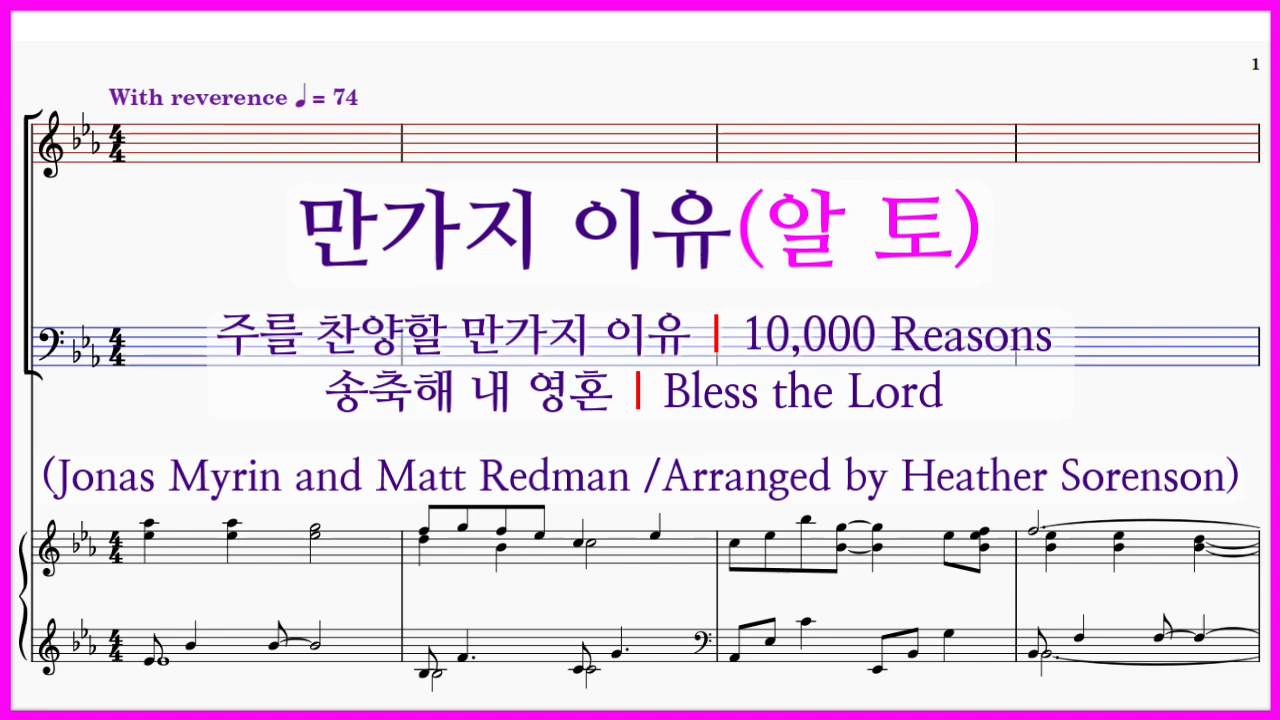 1
With reverence ♩= 74
만가지 이유(알 토)
주를 찬양할 만가지 이유 | 10,000 Reasons
송축해 내 영혼 | Bless the Lord
(Jonas Myrin and Matt Redman /Arranged by Heather Sorenson)